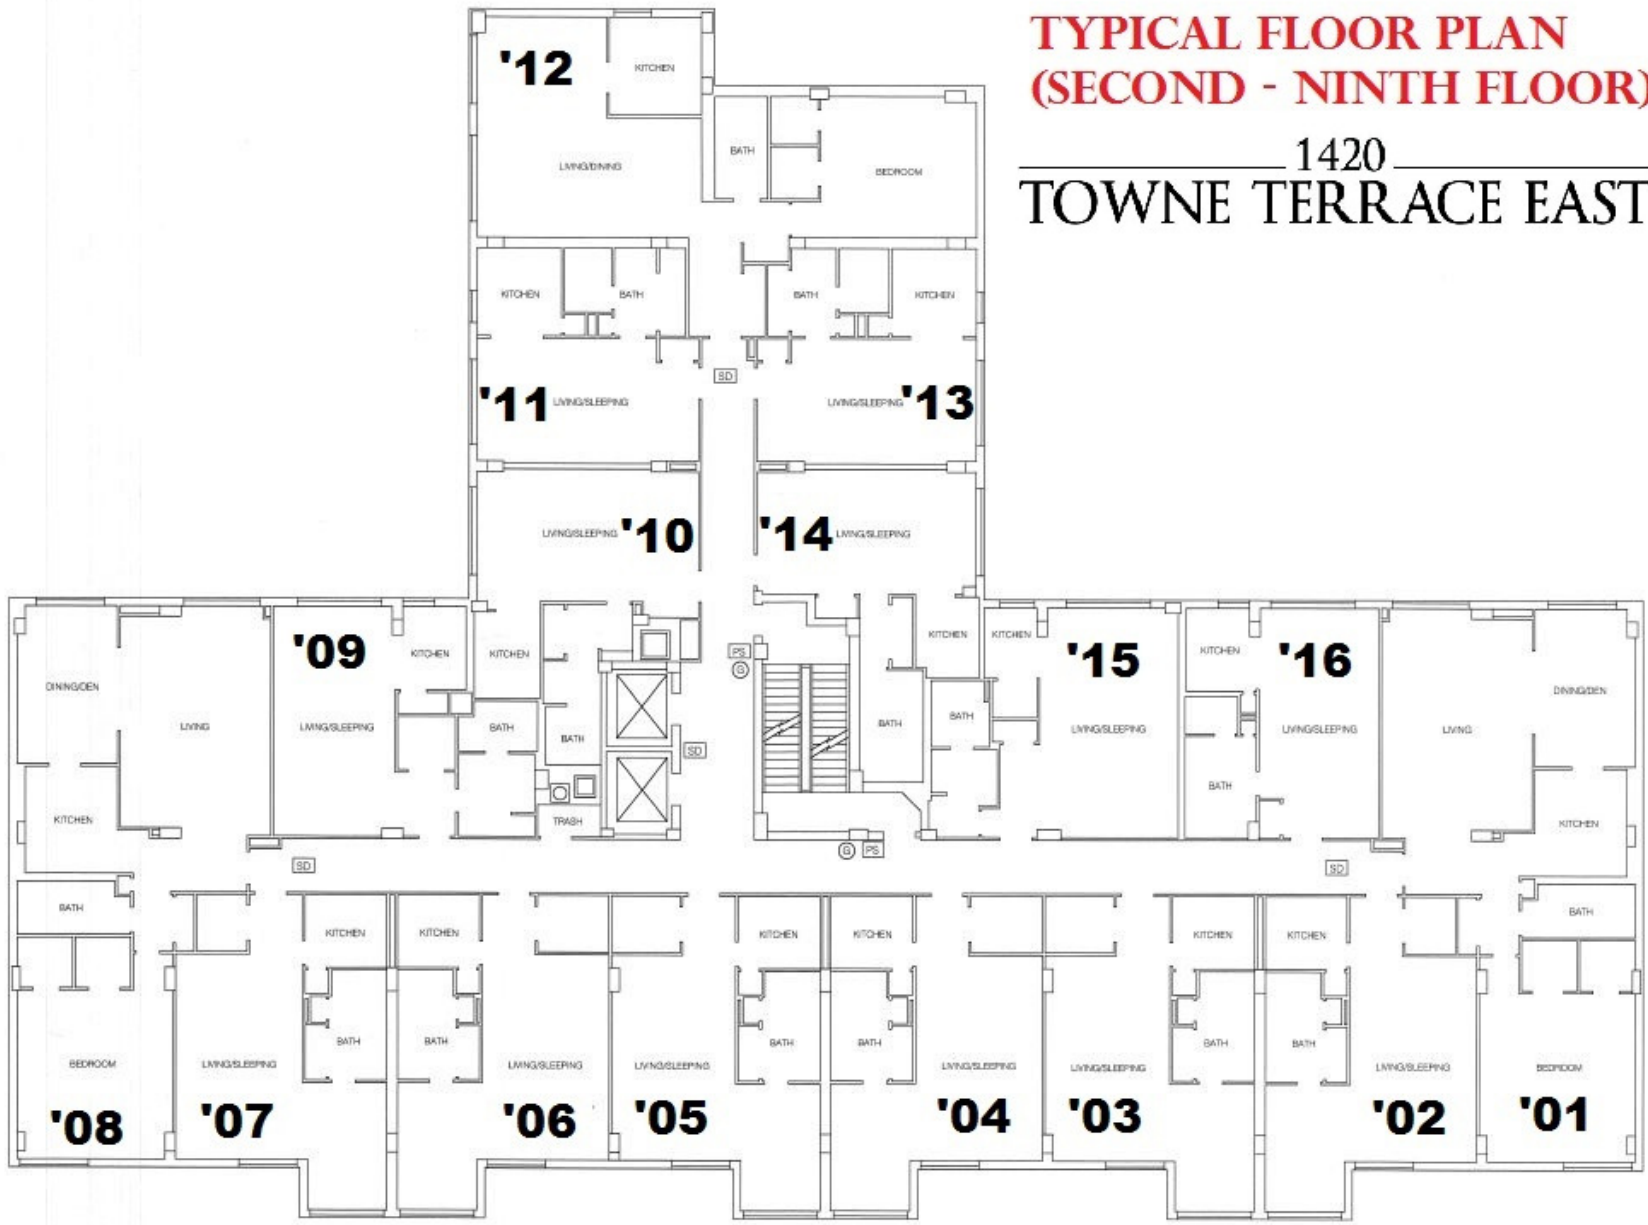 TYPICAL FLOOR PLAN
(SECOND - NINTH FLOOR)
1420
TOWNE TERRACE EAST
'12
KITCHEN
LIVING/DINING
BATH
BEDROOM
KITCHEN
BATH
BATH
KITCHEN
SD
'11
LIVING/SLEEPING
LIVING/SLEEPING
'13
LIVING/SLEEPING
'10
'14
LIVING/SLEEPING
'09
KITCHEN
KITCHEN
PS
G
KITCHEN
KITCHEN
'15
KITCHEN
'16
DINING/DEN
LIVING
LIVING/SLEEPING
BATH
BATH
SD
BATH
BATH
LIVING/SLEEPING
LIVING/SLEEPING
LIVING
DINING/DEN
BATH
KITCHEN
TRASH
KITCHEN
G
PS
SD
SD
BATH
BATH
KITCHEN
KITCHEN
KITCHEN
KITCHEN
KITCHEN
KITCHEN
BATH
BATH
BATH
BATH
BATH
BATH
BEDROOM
LIVING/SLEEPING
LIVING/SLEEPING
LIVING/SLEEPING
LIVING/SLEEPING
LIVING/SLEEPING
LIVING/SLEEPING
BEDROOM
'08
'07
'06
'05
'04
'03
'02
'01